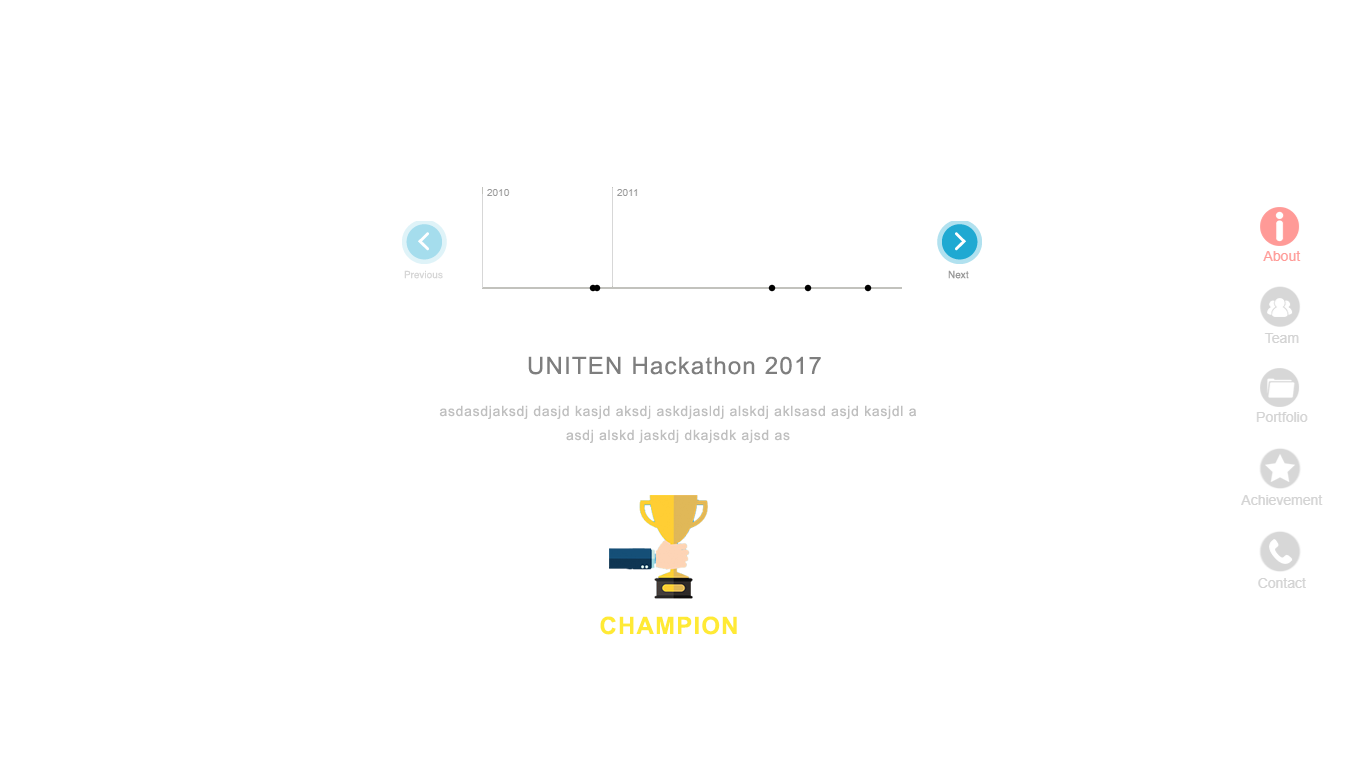 2010
2011
Previous
Next
UNITEN Hackathon 2017
asdasdjaksdj dasjd kasjd aksdj askdjasldj alskdj aklsasd asjd kasjdl a
asdj alskd jaskdj dkajsdk ajsd as
CHAMPION
About
Team
Portfolio
Achievement
Contact